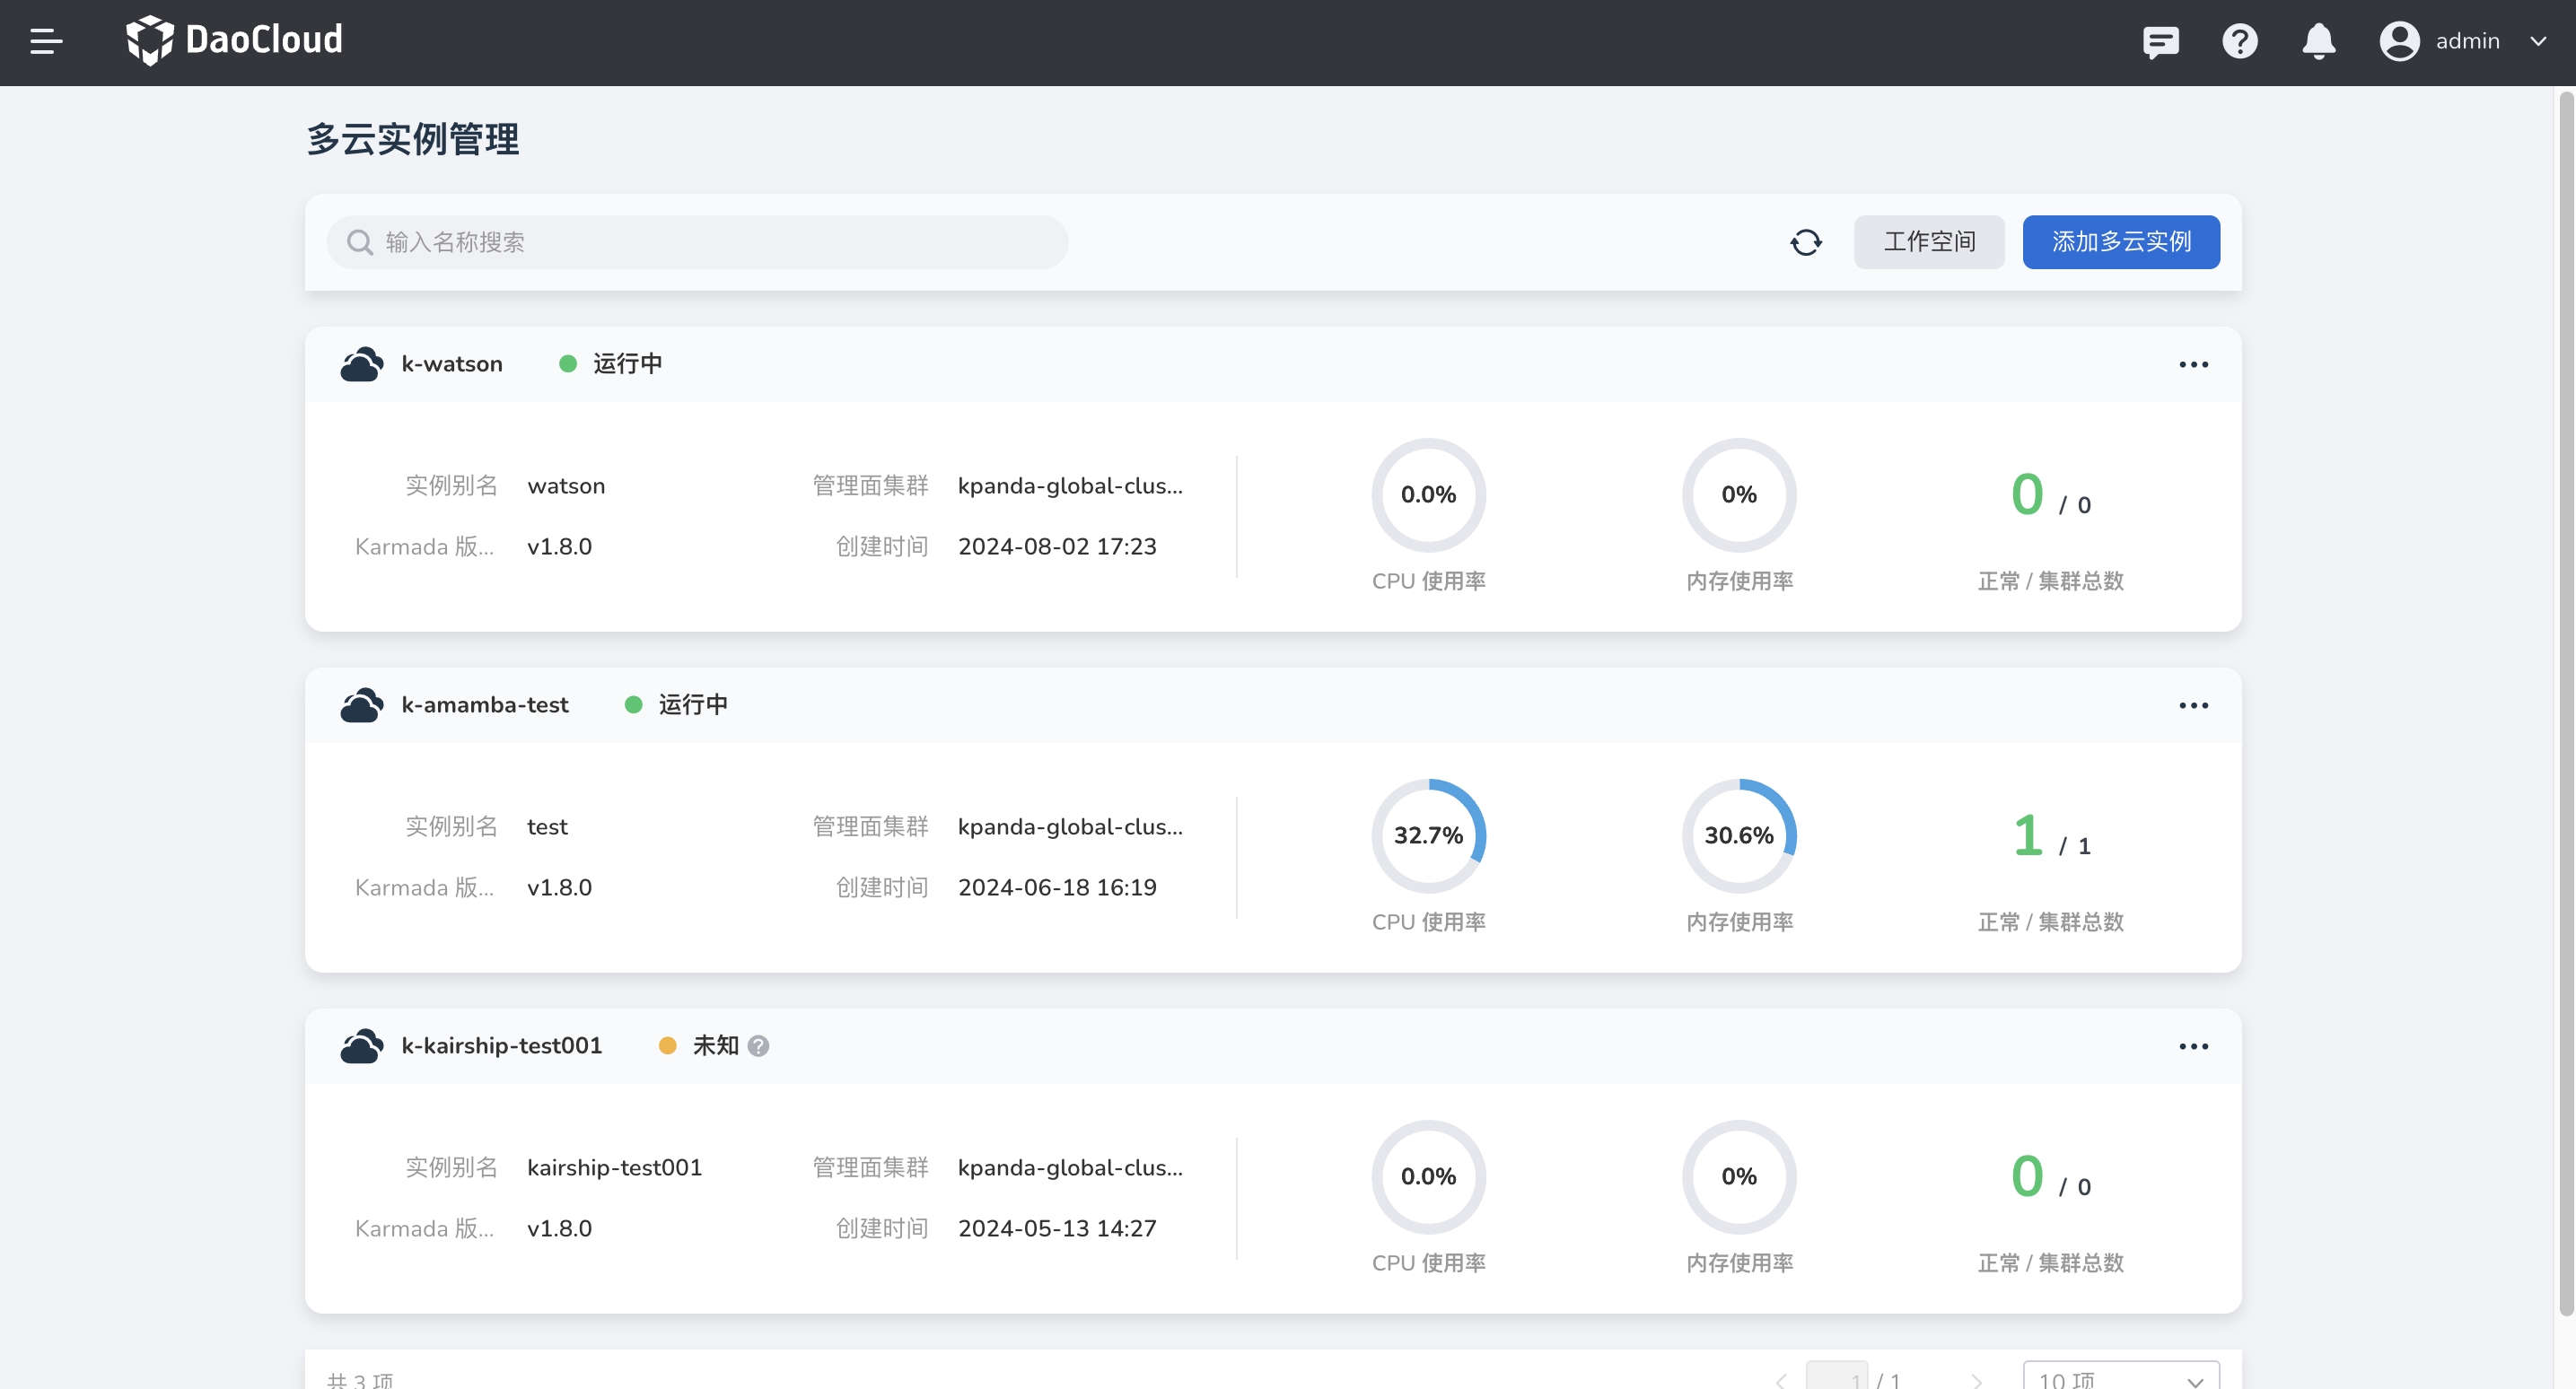 DaoCloud
admin
多云实例管理
输入名称搜索
工作空间
添加多云实例
k-watson
运行中
实例别名 watson
管理面集群 kpanda-global-clus...
Karmada 版... v1.8.0
创建时间 2024-08-02 17:23
0.0%
CPU 使用率
0%
内存使用率
0 / 0
正常 / 集群总数
k-amamba-test
运行中
实例别名 test
管理面集群 kpanda-global-clus...
Karmada 版... v1.8.0
创建时间 2024-06-18 16:19
32.7%
CPU 使用率
30.6%
内存使用率
1 / 1
正常 / 集群总数
k-kairship-test001
未知
实例别名 kairship-test001
管理面集群 kpanda-global-clus...
Karmada 版... v1.8.0
创建时间 2024-05-13 14:27
0.0%
CPU 使用率
0%
内存使用率
0 / 0
正常 / 集群总数
共 3 项
1 / 1
10 项